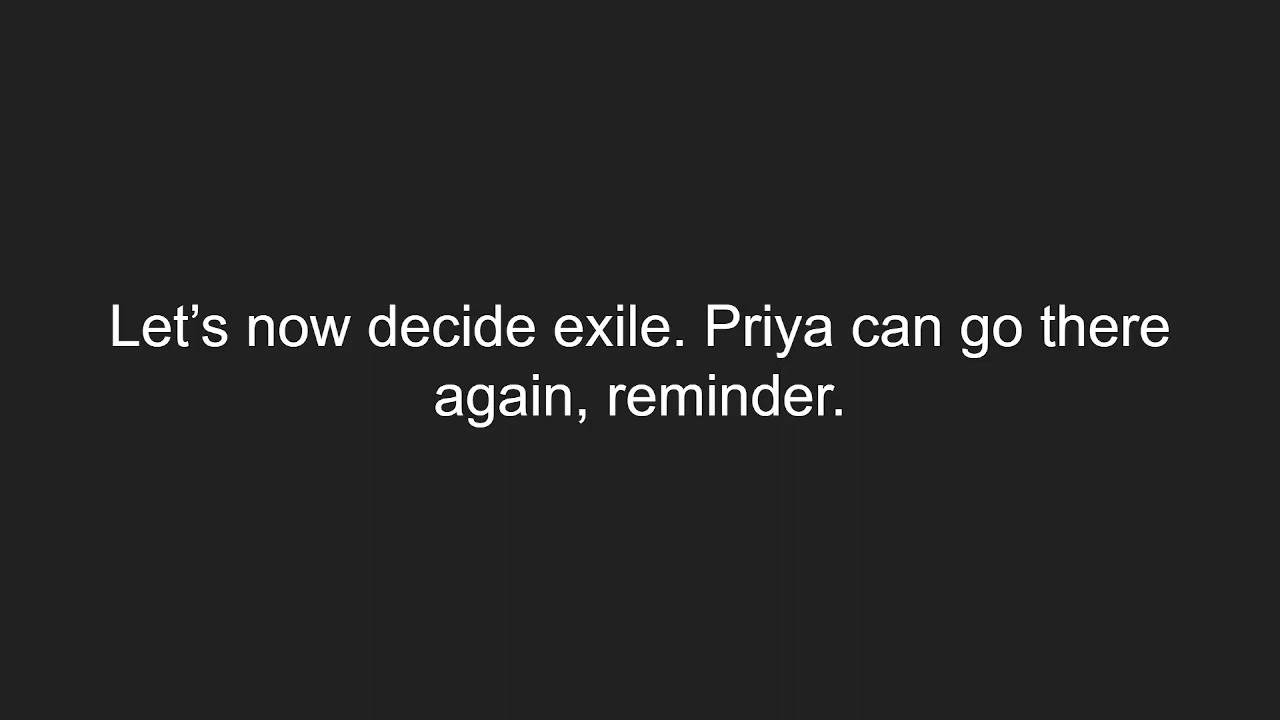 Let’s now decide exile. Priya can go there
again, reminder.